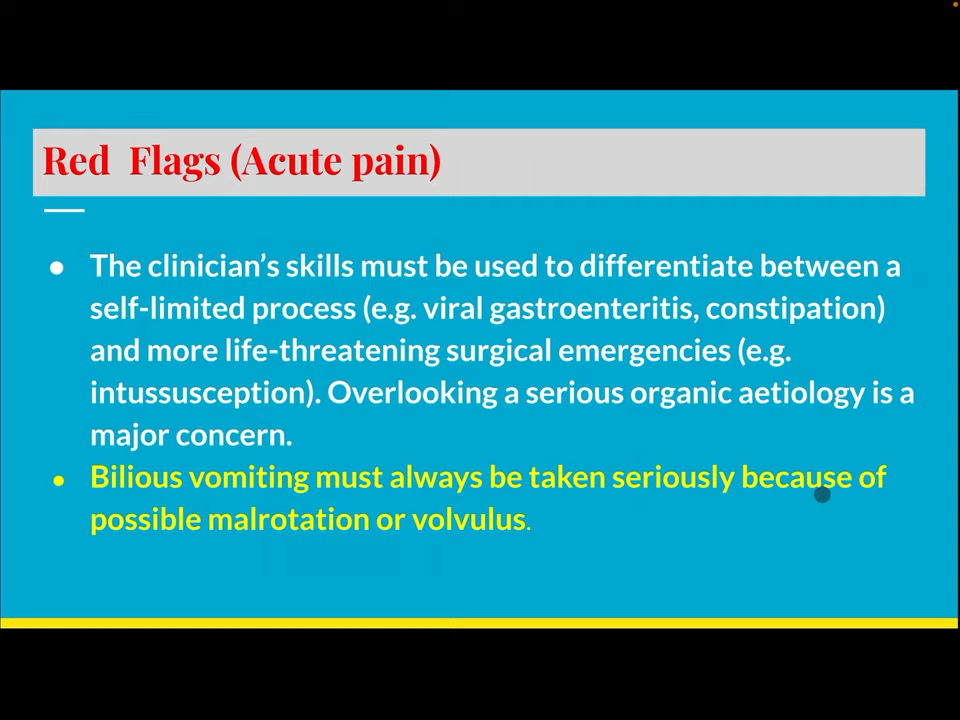 Red Flags (Acute pain)
● The clinician’s skills must be used to differentiate between a
self-limited process (e.g. viral gastroenteritis, constipation)
and more life-threatening surgical emergencies (e.g.
intussusception). Overlooking a serious organic aetiology is a
major concern.
● Bilious vomiting must always be taken seriously because of
possible malrotation or volvulus.